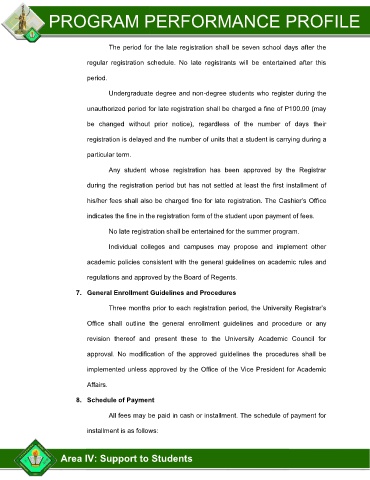 PROGRAM PERFORMANCE PROFILE
The period for the late registration shall be seven school days after the
regular registration schedule. No late registrants will be entertained after this
period.
Undergraduate degree and non-degree students who register during the
unauthorized period for late registration shall be charged a fine of P100.00 (may
be changed without prior notice), regardless of the number of days their
registration is delayed and the number of units that a student is carrying during a
particular term.
Any student whose registration has been approved by the Registrar
during the registration period but has not settled at least the first installment of
his/her fees shall also be charged fine for late registration. The Cashier's Office
indicates the fine in the registration form of the student upon payment of fees.
No late registration shall be entertained for the summer program.
Individual colleges and campuses may propose and implement other
academic policies consistent with the general guidelines on academic rules and
regulations and approved by the Board of Regents.
7. General Enrollment Guidelines and Procedures
Three months prior to each registration period, the University Registrar's
Office shall outline the general enrollment guidelines and procedure or any
revision thereof and present these to the University Academic Council for
approval. No modification of the approved guidelines the procedures shall be
implemented unless approved by the Office of the Vice President for Academic
Affairs.
8. Schedule of Payment
All fees may be paid in cash or installment. The schedule of payment for
installment is as follows:
Area IV: Support to Students